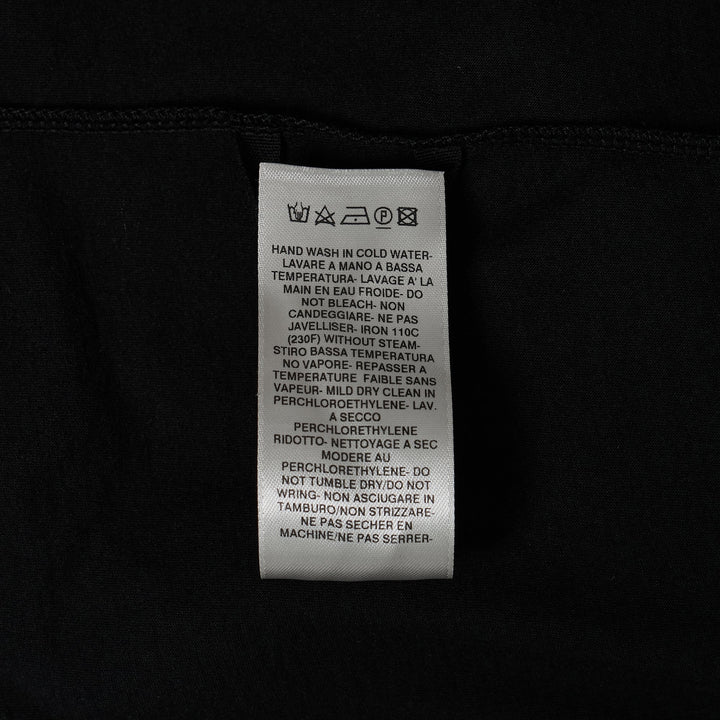 P
HAND WASH IN COLD WATER-
LAVARE A MANO A BASSA
TEMPERATURA- LAVAGE A' LA
MAIN EN EAU FROIDE- DO
NOT BLEACH- NON
CANDEGGIARE- NE PAS
JAVELLISER- IRON 110C
(230F) WITHOUT STEAM-
STIRO BASSA TEMPERATURA
NO VAPORE- REPASSER A
TEMPERATURE FAIBLE SANS
VAPEUR- MILD DRY CLEAN IN
PERCHLOROETHYLENE- LAV.
A SECCO
PERCHLORETHYLENE
RIDOTTO- NETTOYAGE A SEC
MODERE AU
PERCHLORETHYLENE- DO
NOT TUMBLE DRY/DO NOT
WRING- NON ASCIUGARE IN
TAMBURO/NON STRIZZARE-
NE PAS SECHER EN
MACHINE/NE PAS SERRER-